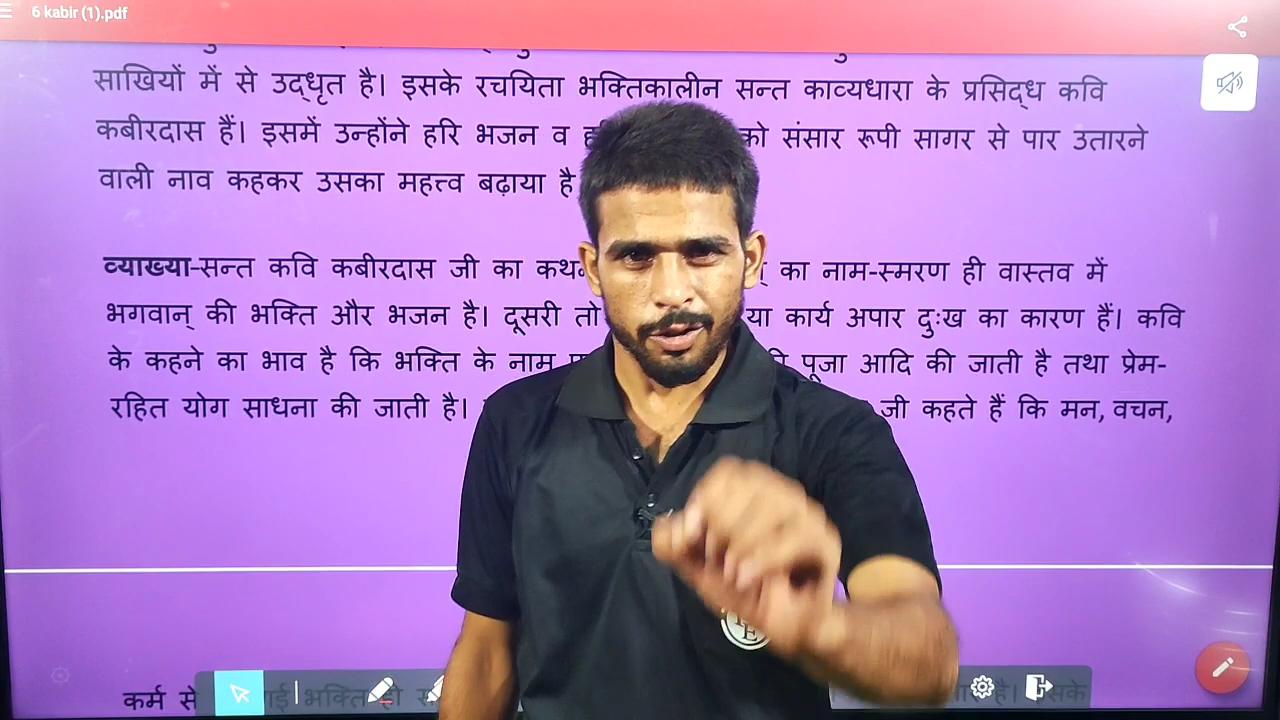 6 kabir (1).pdf
साखियों में से उद्धृत है। इसके रचयिता भक्तिकालीन सन्त काव्यधारा के प्रसिद्ध कवि
कबीरदास हैं। इसमें उन्होंने हरि भजन व को संसार रूपी सागर से पार उतारने
वाली नाव कहकर उसका महत्त्व बढ़ाया है
व्याख्या-सन्त कवि कबीरदास जी का का नाम-स्मरण ही वास्तव में
भगवान् की भक्ति और भजन है। दूसरी तो या कार्य अपार दुःख का कारण हैं। कवि
के कहने का भाव है कि भक्ति के नाम पूजा आदि की जाती है तथा प्रेम-
रहित योग साधना की जाती है। जी कहते हैं कि मन, वचन,
कर्म से भक्ति ही है।